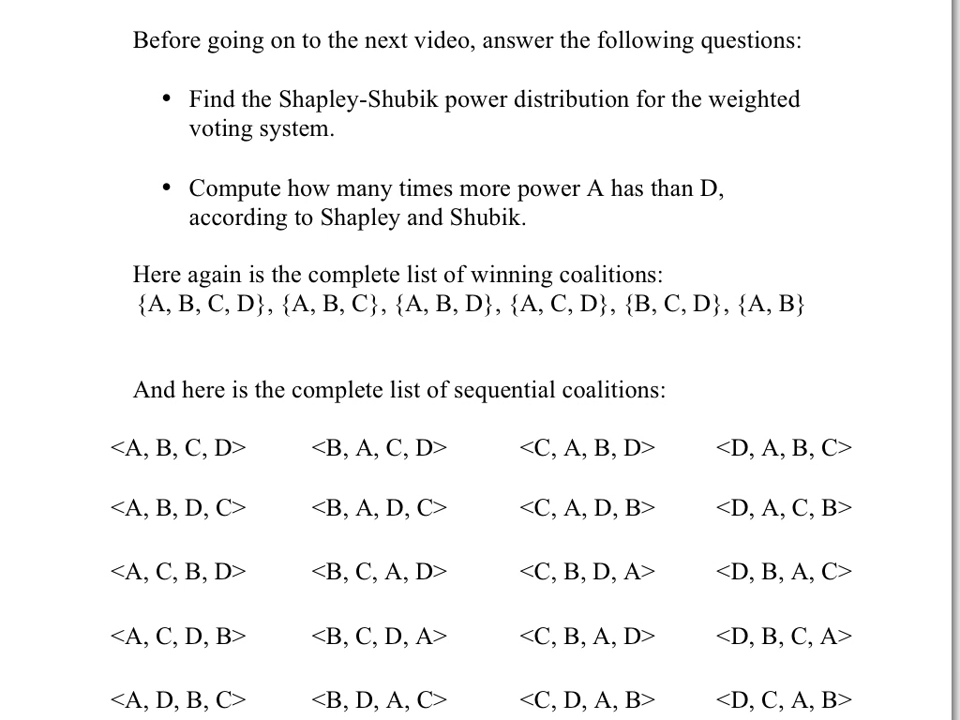 Before going on to the next video, answer the following questions:
• Find the Shapley-Shubik power distribution for the weighted
voting system.
• Compute how many times more power A has than D,
according to Shapley and Shubik.
Here again is the complete list of winning coalitions:
{A, B, C, D}, {A, B, C}, {A, B, D}, {A, C, D}, {B, C, D}, {A, B}
And here is the complete list of sequential coalitions:
<A, B, C, D> <B, A, C, D> <C, A, B, D> <D, A, B, C>
<A, B, D, C> <B, A, D, C> <C, A, D, B> <D, A, C, B>
<A, C, B, D> <B, C, A, D> <C, B, D, A> <D, B, A, C>
<A, C, D, B> <B, C, D, A> <C, B, A, D> <D, B, C, A>
<A, D, B, C> <B, D, A, C> <C, D, A, B> <D, C, A, B>